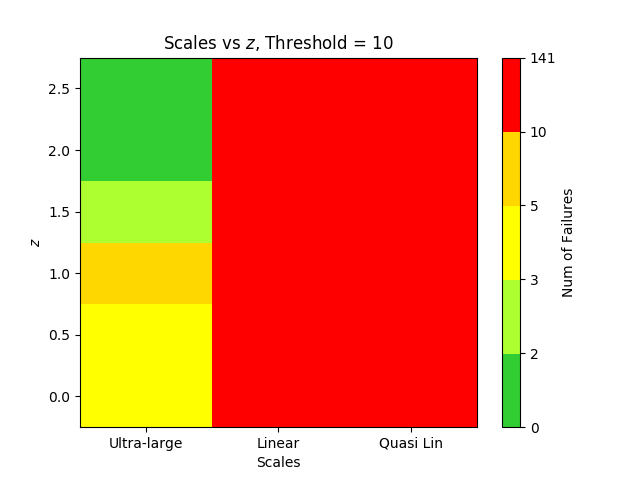 Scales vs z, Threshold = 10
2.5
2.0
1.5
1.0
0.5
0.0
z
Ultra-large
Linear
Quasi Lin
Scales
141
10
5
3
2
0
Num of Failures